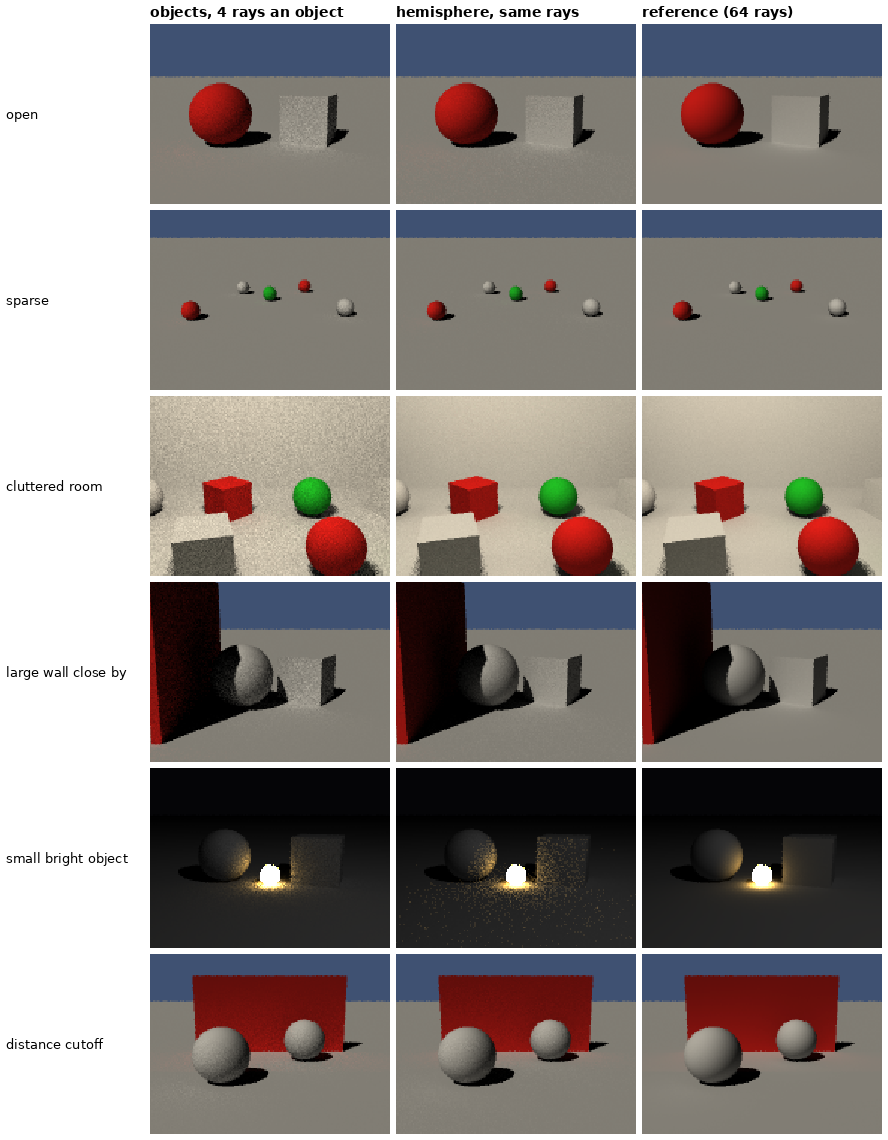 objects, 4 rays an object
hemisphere, same rays
reference (64 rays)
open
sparse
cluttered room
large wall close by
small bright object
distance cutoff